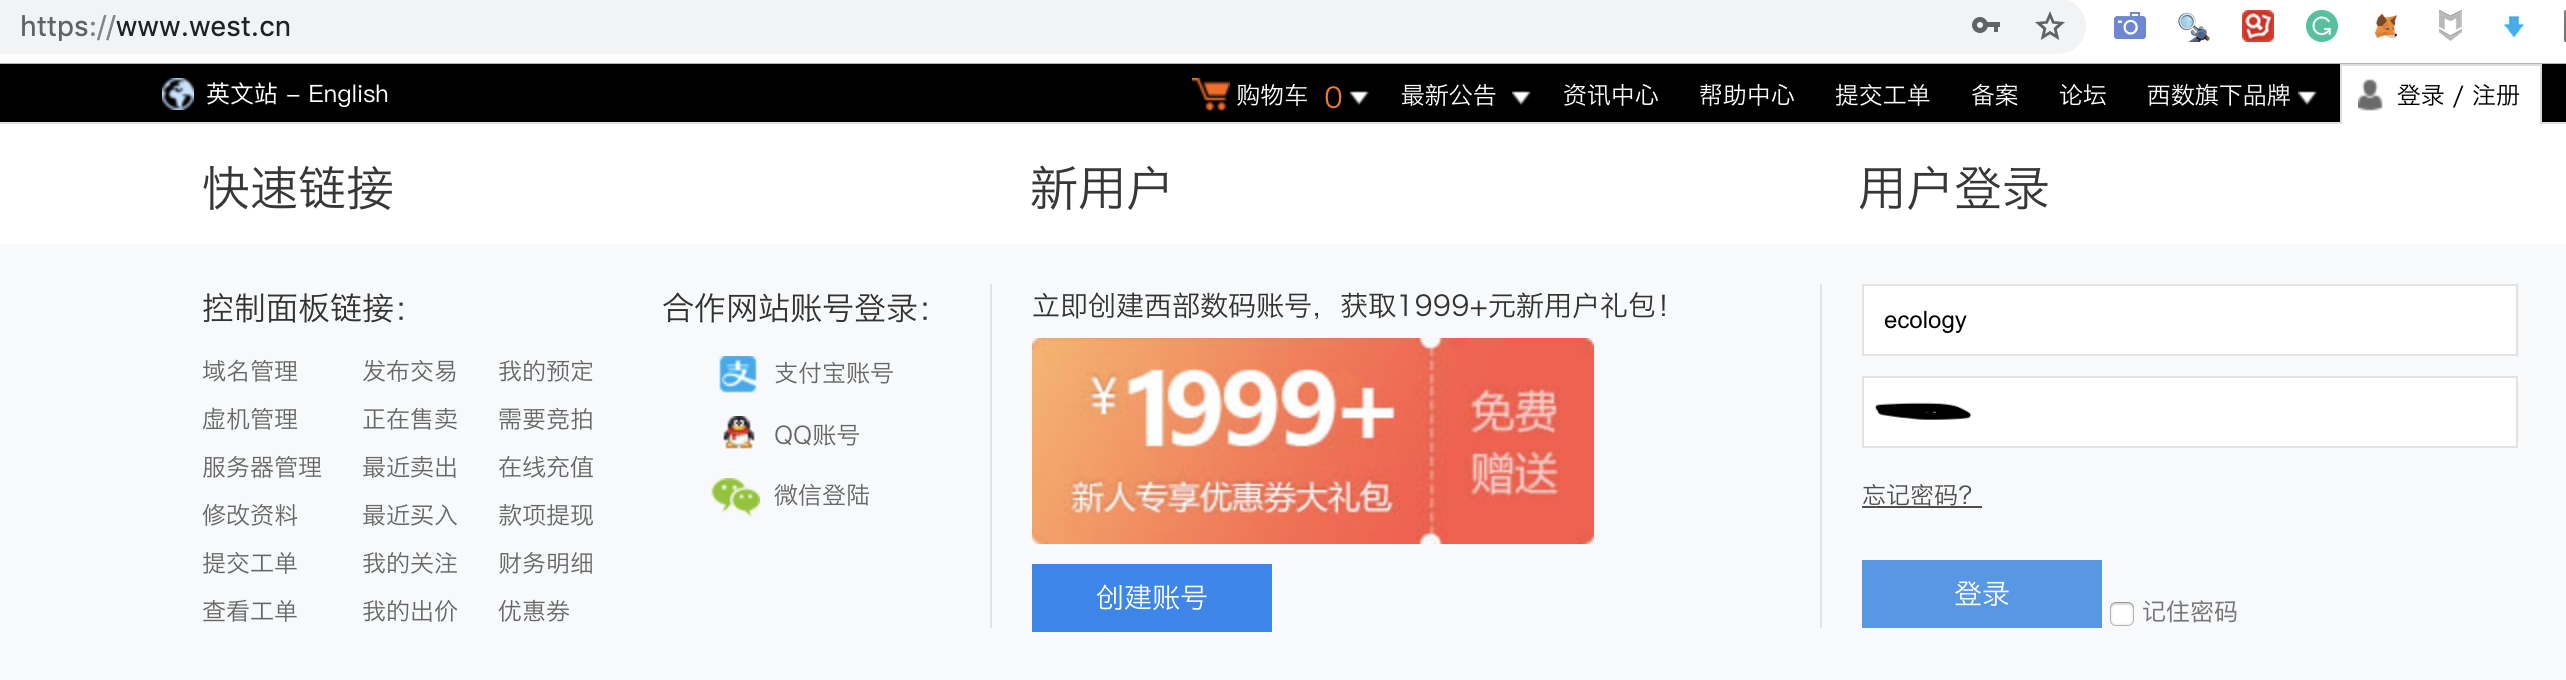 https://www.west.cn
英文站 – English
购物车 0 最新公告 资讯中心 帮助中心 提交工单 备案 论坛 西数旗下品牌 登录 / 注册
快速链接
控制面板链接：
域名管理 发布交易 我的预定
虚机管理 正在售卖 需要竞拍
服务器管理 最近卖出 在线充值
修改资料 最近买入 款项提现
提交工单 我的关注 财务明细
查看工单 我的出价 优惠券
合作网站账号登录：
支付宝账号
QQ账号
微信登陆
新用户
立即创建西部数码账号，获取1999+元新用户礼包！
¥1999+
新人专享优惠券大礼包
免费
赠送
创建账号
用户登录
ecology
忘记密码？
登录
记住密码